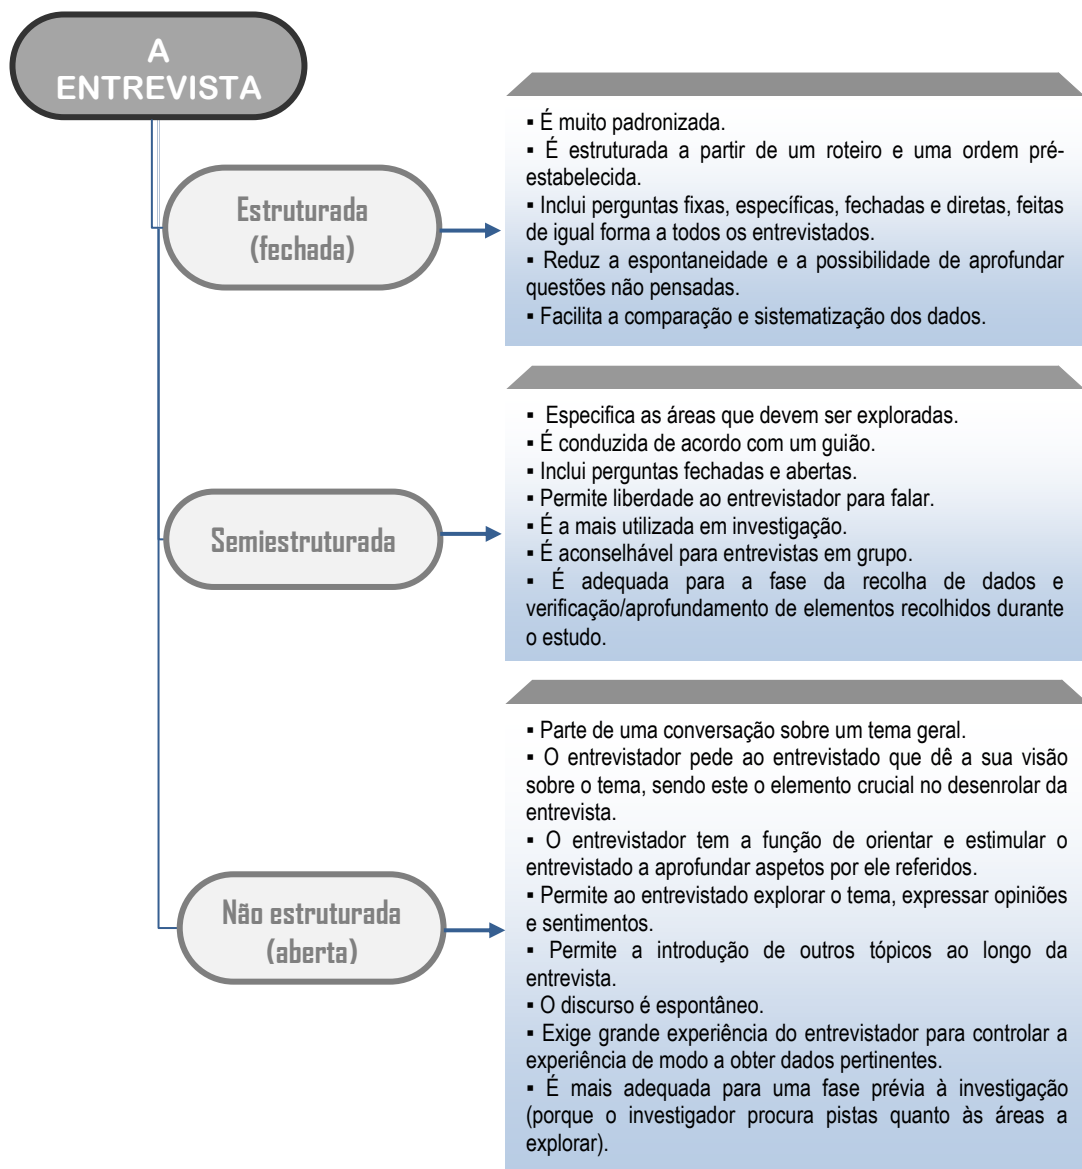 A
ENTREVISTA
Estruturada
(fechada)
▪ É muito padronizada.
▪ É estruturada a partir de um roteiro e uma ordem pré-
estabelecida.
▪ Inclui perguntas fixas, específicas, fechadas e diretas, feitas
de igual forma a todos os entrevistados.
▪ Reduz a espontaneidade e a possibilidade de aprofundar
questões não pensadas.
▪ Facilita a comparação e sistematização dos dados.
Semiestruturada
▪ Especifica as áreas que devem ser exploradas.
▪ É conduzida de acordo com um guião.
▪ Inclui perguntas fechadas e abertas.
▪ Permite liberdade ao entrevistador para falar.
▪ É a mais utilizada em investigação.
▪ É aconselhável para entrevistas em grupo.
▪ É adequada para a fase da recolha de dados e
verificação/aprofundamento de elementos recolhidos durante
o estudo.
Não estruturada
(aberta)
▪ Parte de uma conversação sobre um tema geral.
▪ O entrevistador pede ao entrevistado que dê a sua visão
sobre o tema, sendo este o elemento crucial no desenrolar da
entrevista.
▪ O entrevistador tem a função de orientar e estimular o
entrevistado a aprofundar aspetos por ele referidos.
▪ Permite ao entrevistado explorar o tema, expressar opiniões
e sentimentos.
▪ Permite a introdução de outros tópicos ao longo da
entrevista.
▪ O discurso é espontâneo.
▪ Exige grande experiência do entrevistador para controlar a
experiência de modo a obter dados pertinentes.
▪ É mais adequada para uma fase prévia à investigação
(porque o investigador procura pistas quanto às áreas a
explorar).